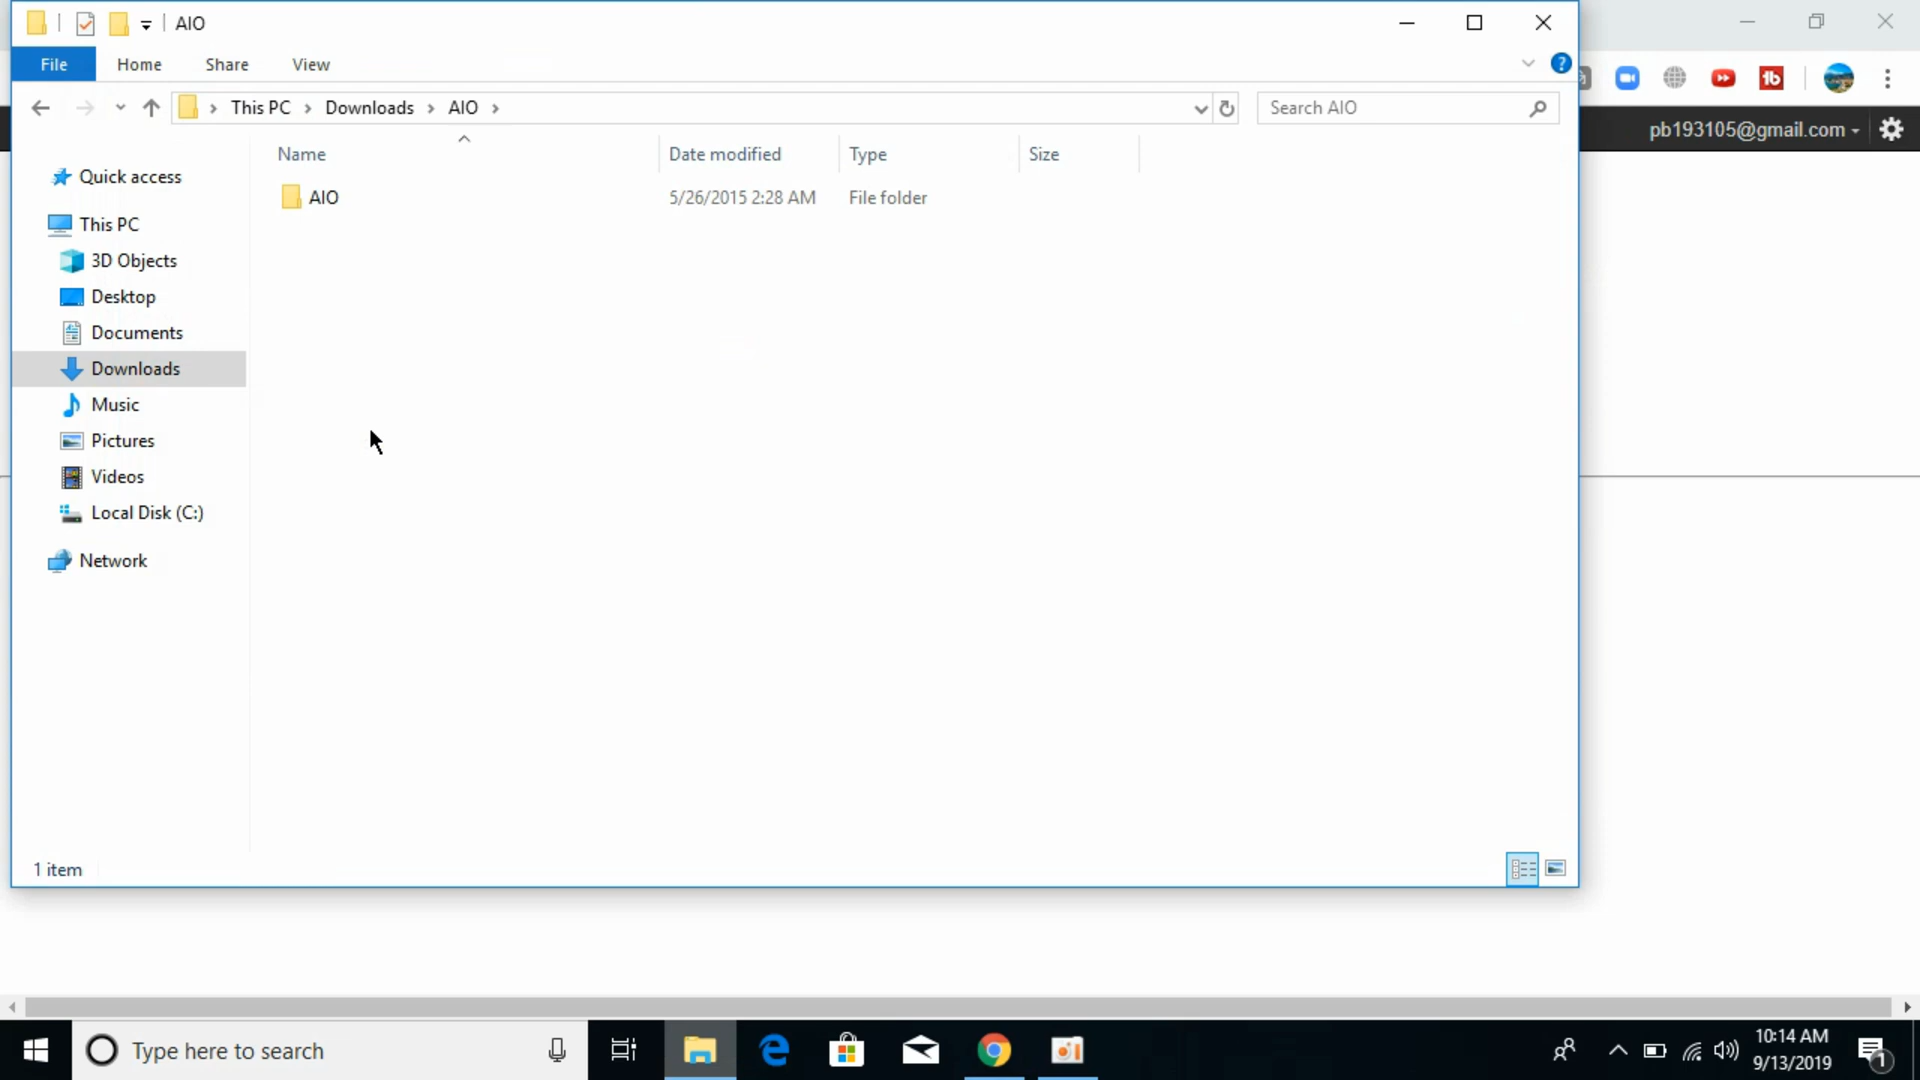 AIO
File Home Share View
This PC Downloads AIO Search AIO
pb193105@gmail.com
Name Date modified Type Size
AIO 5/26/2015 2:28 AM File folder
Quick access
This PC
3D Objects
Desktop
Documents
Downloads
Music
Pictures
Videos
Local Disk (C:)
Network
1 item
Type here to search
10:14 AM
9/13/2019
1